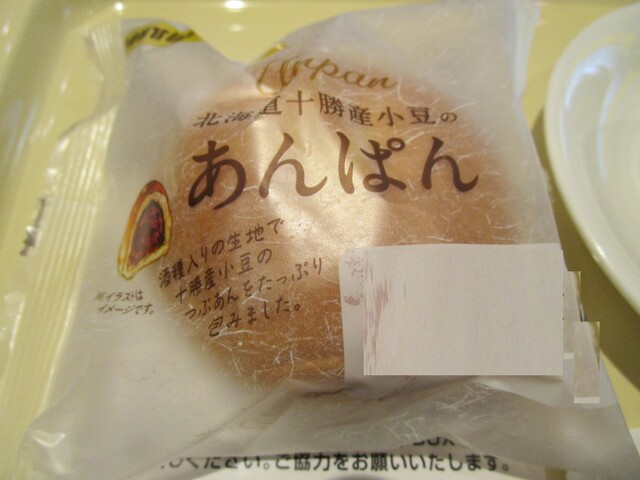 北海道十勝産小豆の
あんぱん
酒種入りの生地で
十勝産小豆の
つぶあんをたっぷり
包みました。
※イラストは
イメージです。
ください。ご協力をお願いいたします。